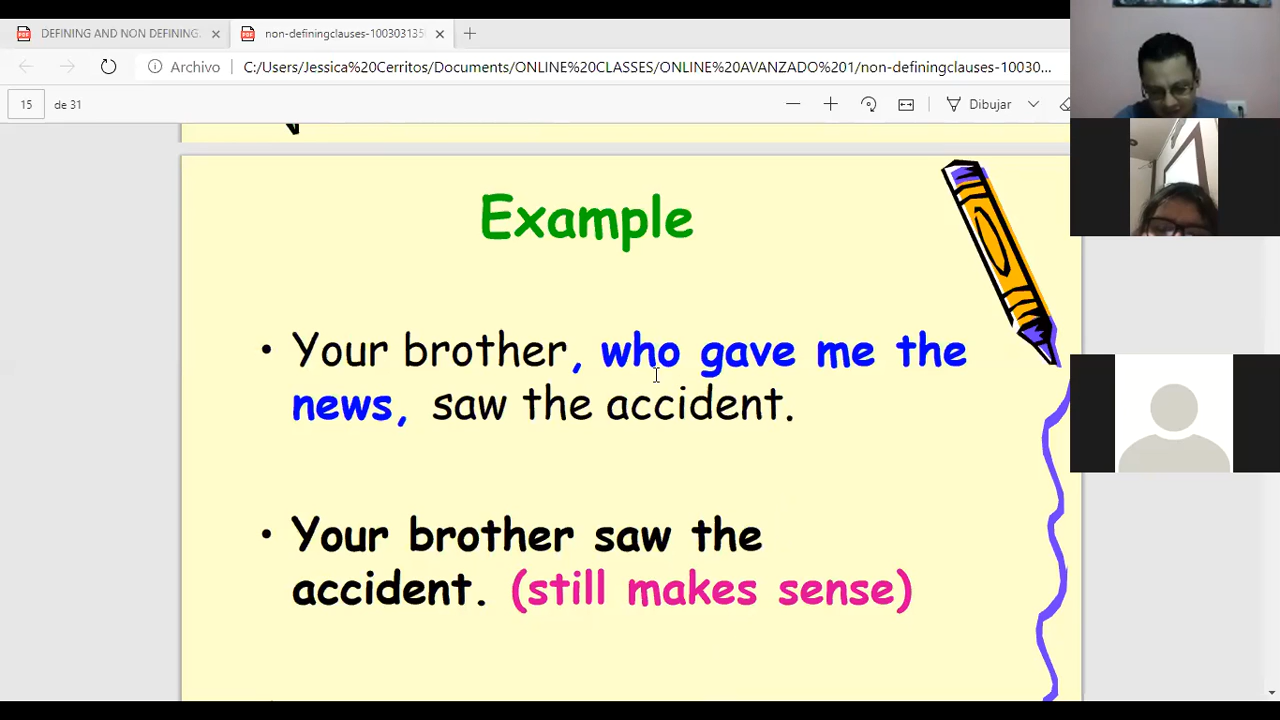 DEFINING AND NON DEFINING.
non-definingclauses-100303135
Archivo
C:/Users/Jessica%20Cerritos/Documents/ONLINE%20CLASSES/ONLINE%20AVANZADO%201/non-definingclauses-10030...
15 de 31
Dibujar
Example
• Your brother, who gave me the
news, saw the accident.
• Your brother saw the
accident. (still makes sense)